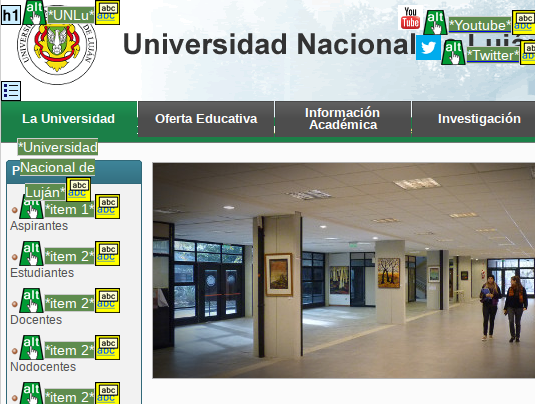 h1 alt *UNLu* abc abc
You Tube alt *Youtube* abc abc
alt *Twitter* abc abc
Universidad Nacional
La Universidad
Oferta Educativa
Información
Académica
Investigación
*Universidad
Nacional de
Luján* abc abc
alt *item 1* abc abc
Aspirantes
alt *item 2* abc abc
Estudiantes
alt *item 2* abc abc
Docentes
alt *item 2* abc abc
Nodocentes
alt *item 2* abc abc